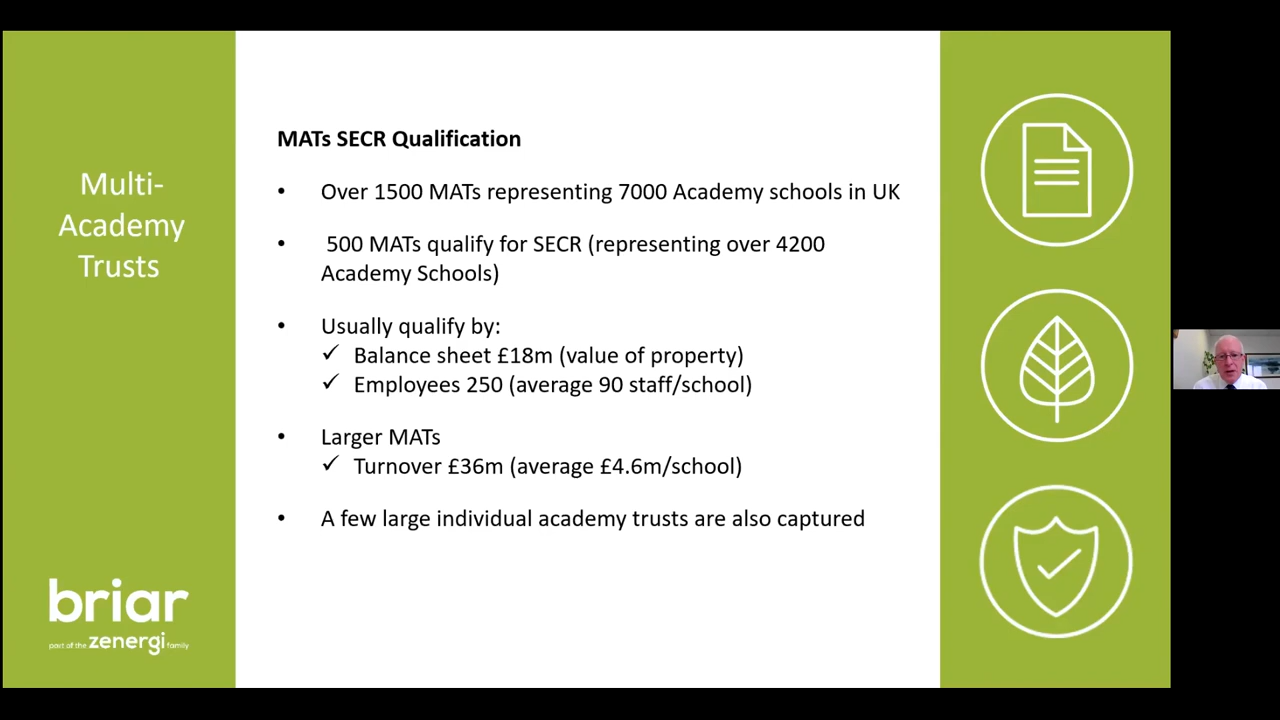 Multi-
Academy
Trusts
MATs SECR Qualification
• Over 1500 MATs representing 7000 Academy schools in UK
• 500 MATs qualify for SECR (representing over 4200
Academy Schools)
• Usually qualify by:
✓ Balance sheet £18m (value of property)
✓ Employees 250 (average 90 staff/school)
• Larger MATs
✓ Turnover £36m (average £4.6m/school)
• A few large individual academy trusts are also captured
briar
part of the zenergi family